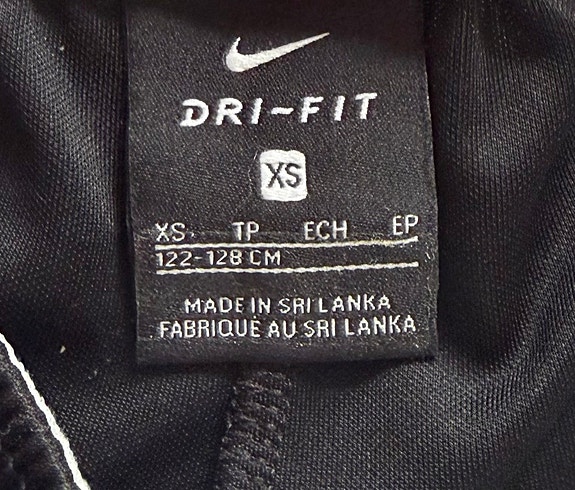 DRI-FIT
XS
XS TP ECH EP
122-128 CM
MADE IN SRI LANKA
FABRIQUE AU SRI LANKA